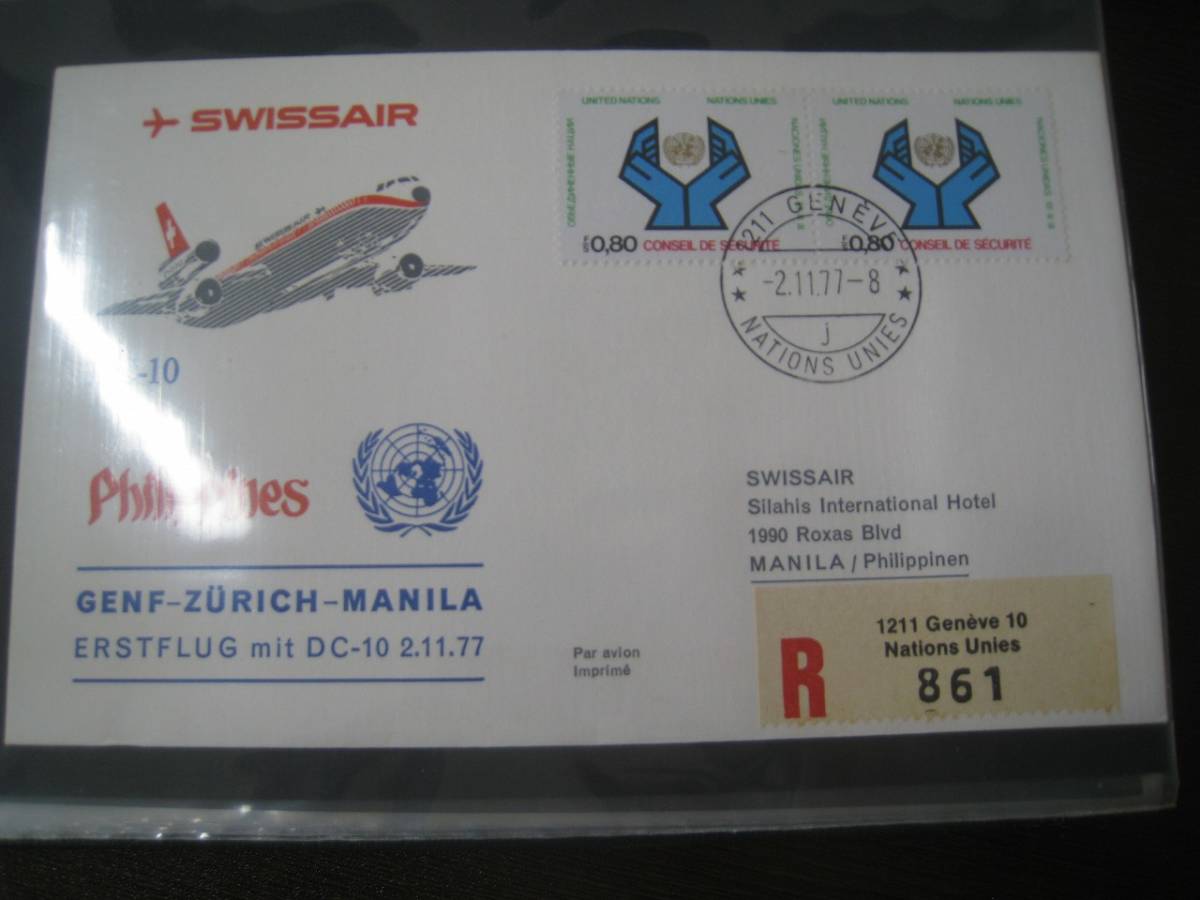 SWISSAIR
SWISSAIR
-10
Philippines
GENF-ZÜRICH-MANILA
ERSTFLUG mit DC-10 2.11.77
UNITED NATIONS NATIONS UNIES
0,80 CONSEIL DE SÉCURITÉ
UNITED NATIONS NATIONS UNIES
0,80 CONSEIL DE SÉCURITÉ
1211 GENÈVE
-2.11.77-8
j
NATIONS UNIES
SWISSAIR
Silahis International Hotel
1990 Roxas Blvd
MANILA / Philippinen
Par avion
Imprimé
R
1211 Genève 10
Nations Unies
861